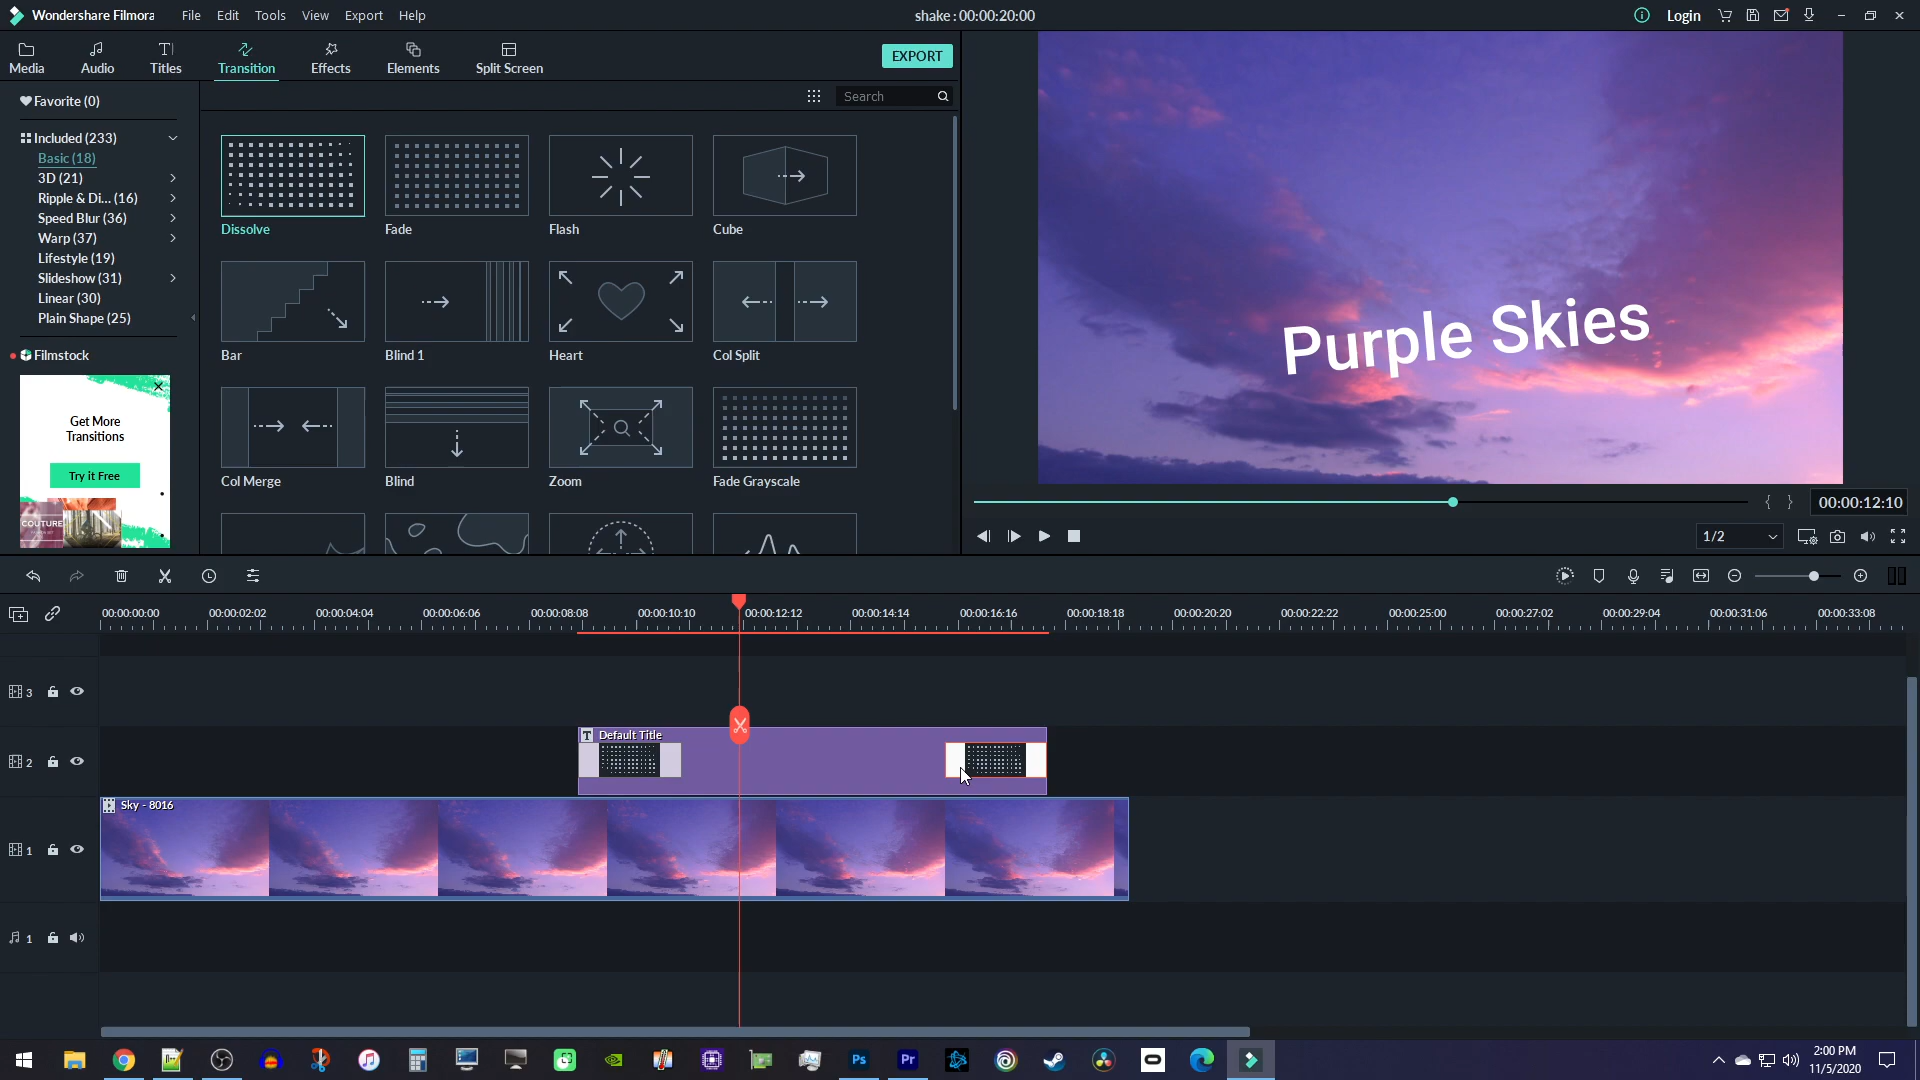 Wondershare Filmora
File
Edit
Tools
View
Export
Help
shake : 00:00:20:00
Login
Media
Audio
Titles
Transition
Effects
Elements
Split Screen
EXPORT
Favorite (0)
Search
Included (233)
Basic (18)
3D (21)
Ripple & Di... (16)
Speed Blur (36)
Warp (37)
Lifestyle (19)
Slideshow (31)
Linear (30)
Plain Shape (25)
Filmstock
Get More
Transitions
Try it Free
COUTURE
Dissolve
Fade
Flash
Cube
Bar
Blind 1
Heart
Col Split
Col Merge
Blind
Zoom
Fade Grayscale
Purple Skies
{ }
00:00:12:10
1/2
00:00:00:00
00:00:02:02
00:00:04:04
00:00:06:06
00:00:08:08
00:00:10:10
00:00:12:12
00:00:14:14
00:00:16:16
00:00:18:18
00:00:20:20
00:00:22:22
00:00:25:00
00:00:27:02
00:00:29:04
00:00:31:06
00:00:33:08
3
2
T Default Title
1
Sky - 8016
1
Ps
Pr
2:00 PM
11/5/2020